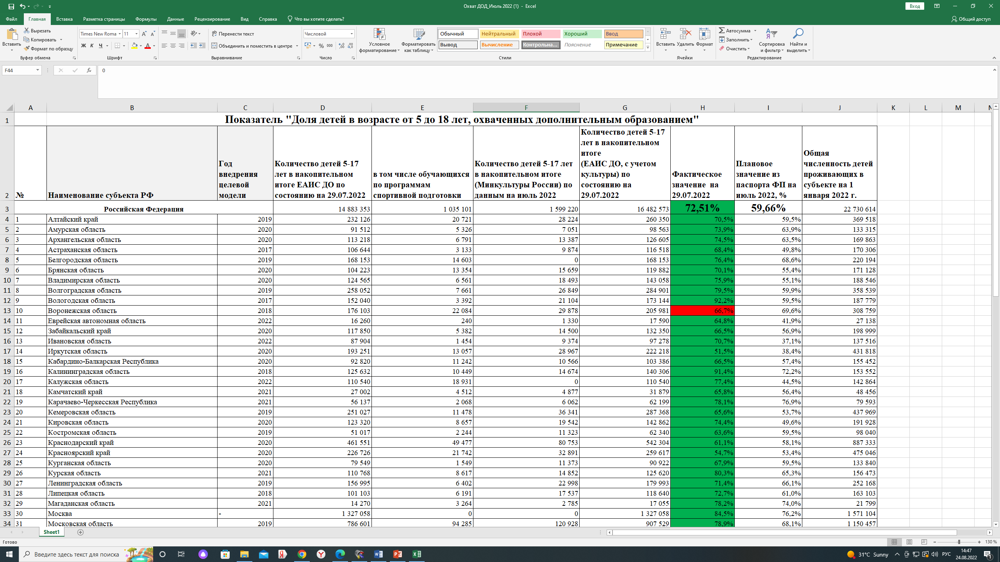 Охват ДОД_Июль 2022 (1) - Excel
Вход
Файл Главная Вставка Разметка страницы Формулы Данные Рецензирование Вид Справка Что вы хотите сделать? Общий доступ
Вставить
Вырезать
Копировать
Формат по образцу
Буфер обмена
Times New Roma 11
Ж К Ч
Шрифт
Перенести текст
Объединить и поместить в центре
Выравнивание
Числовой
% 000
Число
Условное форматирование
Форматировать как таблицу
Обычный Нейтральный Плохой Хороший Ввод
Вывод Вычисление Контрольна... Пояснение Примечание
Стили
Вставить Удалить Формат
Ячейки
Автосумма
Заполнить
Очистить
Сортировка и фильтр
Найти и выделить
Редактирование
F44 fx 0
A B C D E F G H I J K L M N
1 Показатель "Доля детей в возрасте от 5 до 18 лет, охваченных дополнительным образованием"
2 № Наименование субъекта РФ
Год внедрения целевой модели
Количество детей 5-17 лет в накопительном итоге ЕАИС ДО по состоянию на 29.07.2022
в том числе обучающихся по программам спортивной подготовки
Количество детей 5-17 лет в накопительном итоге (Минкультуры России) по данным на июль 2022
Количество детей 5-17 лет в накопительном итоге (ЕАИС ДО, с учетом культуры) по состоянию на 29.07.2022
Фактическое значение на 29.07.2022
Плановое значение из паспорта ФП на июль 2022, %
Общая численность детей проживающих в субъекте на 1 января 2022 г.
3 Российская Федерация 14 883 353 1 035 101 1 599 220 16 482 573 72,51% 59,66% 22 730 614
4 1 Алтайский край 2019 232 126 20 721 28 224 260 350 70,5% 59,5% 369 518
5 2 Амурская область 2020 91 512 5 326 7 051 98 563 73,9% 63,9% 133 315
6 3 Архангельская область 2020 113 218 6 791 13 387 126 605 74,5% 63,5% 169 863
7 4 Астраханская область 2017 106 644 3 133 9 874 116 518 68,4% 49,8% 170 306
8 5 Белгородская область 2019 168 153 14 603 0 168 153 76,4% 68,6% 220 194
9 6 Брянская область 2020 104 223 13 354 15 659 119 882 70,1% 55,4% 171 128
10 7 Владимирская область 2020 124 565 6 561 18 493 143 058 75,9% 55,1% 188 546
11 8 Волгоградская область 2019 258 052 7 661 26 849 284 901 79,5% 59,9% 358 539
12 9 Вологодская область 2017 152 040 3 392 21 104 173 144 92,2% 59,5% 187 779
13 10 Воронежская область 2018 176 103 22 084 29 878 205 981 66,7% 69,6% 308 759
14 11 Еврейская автономная область 2022 16 260 240 1 330 17 590 64,8% 41,9% 27 138
15 12 Забайкальский край 2020 117 850 5 382 14 500 132 350 66,5% 56,9% 198 999
16 13 Ивановская область 2022 87 904 1 454 9 374 97 278 70,7% 37,1% 137 516
17 14 Иркутская область 2020 193 251 13 057 28 967 222 218 51,5% 38,4% 431 818
18 15 Кабардино-Балкарская Республика 2020 92 820 11 242 10 566 103 386 66,5% 57,4% 155 452
19 16 Калининградская область 2018 125 632 10 449 14 674 140 306 91,4% 72,2% 153 552
20 17 Калужская область 2022 110 540 18 931 0 110 540 77,4% 44,5% 142 864
21 18 Камчатский край 2021 27 002 4 512 4 877 31 879 65,8% 56,4% 48 456
22 19 Карачаево-Черкесская Республика 2021 56 137 2 068 6 062 62 199 78,1% 76,9% 79 593
23 20 Кемеровская область 2019 251 027 11 478 36 341 287 368 65,6% 53,7% 437 969
24 21 Кировская область 2020 123 320 8 657 19 542 142 862 74,4% 49,6% 191 928
25 22 Костромская область 2019 51 017 2 244 11 323 62 340 63,6% 59,5% 98 040
26 23 Краснодарский край 2020 461 551 49 477 80 753 542 304 61,1% 58,1% 887 333
27 24 Красноярский край 2020 226 726 21 742 32 891 259 617 54,7% 53,4% 475 046
28 25 Курганская область 2020 79 549 1 549 11 373 90 922 67,9% 59,5% 133 840
29 26 Курская область 2021 110 768 8 617 14 852 125 620 80,3% 65,3% 156 473
30 27 Ленинградская область 2019 156 995 6 402 22 998 179 993 71,4% 66,1% 252 168
31 28 Липецкая область 2018 101 103 6 191 17 537 118 640 72,7% 61,0% 163 103
32 29 Магаданская область 2021 14 270 3 264 2 785 17 055 78,2% 74,0% 21 799
33 30 Москва - 1 327 058 0 0 1 327 058 84,5% 76,2% 1 571 104
34 31 Московская область 2019 786 601 94 285 120 928 907 529 78,9% 68,1% 1 150 457
Sheet1
Готово
130 %
Введите здесь текст для поиска
31°C Sunny
РУС
14:47
24.08.2022